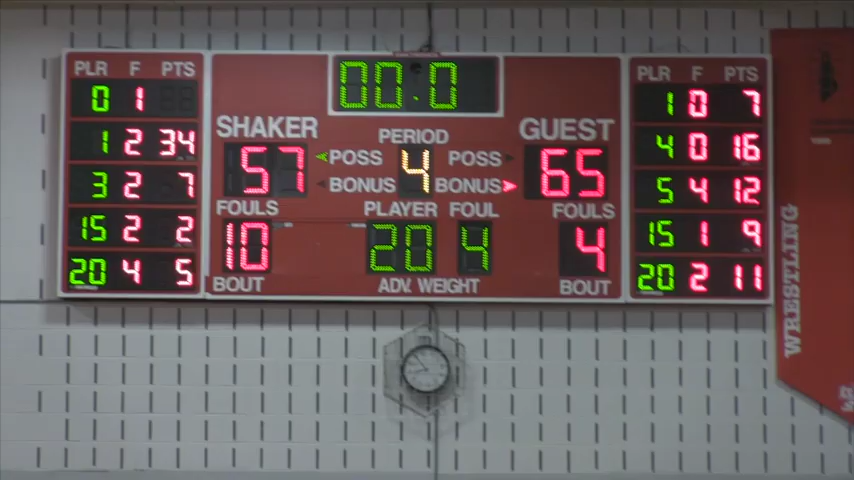 PLR F PTS
0 1
1 2 34
3 2 7
15 2 2
20 4 5
00.0
SHAKER PERIOD GUEST
57 POSS 4 POSS 65
BONUS BONUS
FOULS PLAYER FOUL FOULS
10 20 4 4
BOUT ADV. WEIGHT BOUT
PLR F PTS
1 0 7
4 0 16
5 4 12
15 1 9
20 2 11
WRESTLING